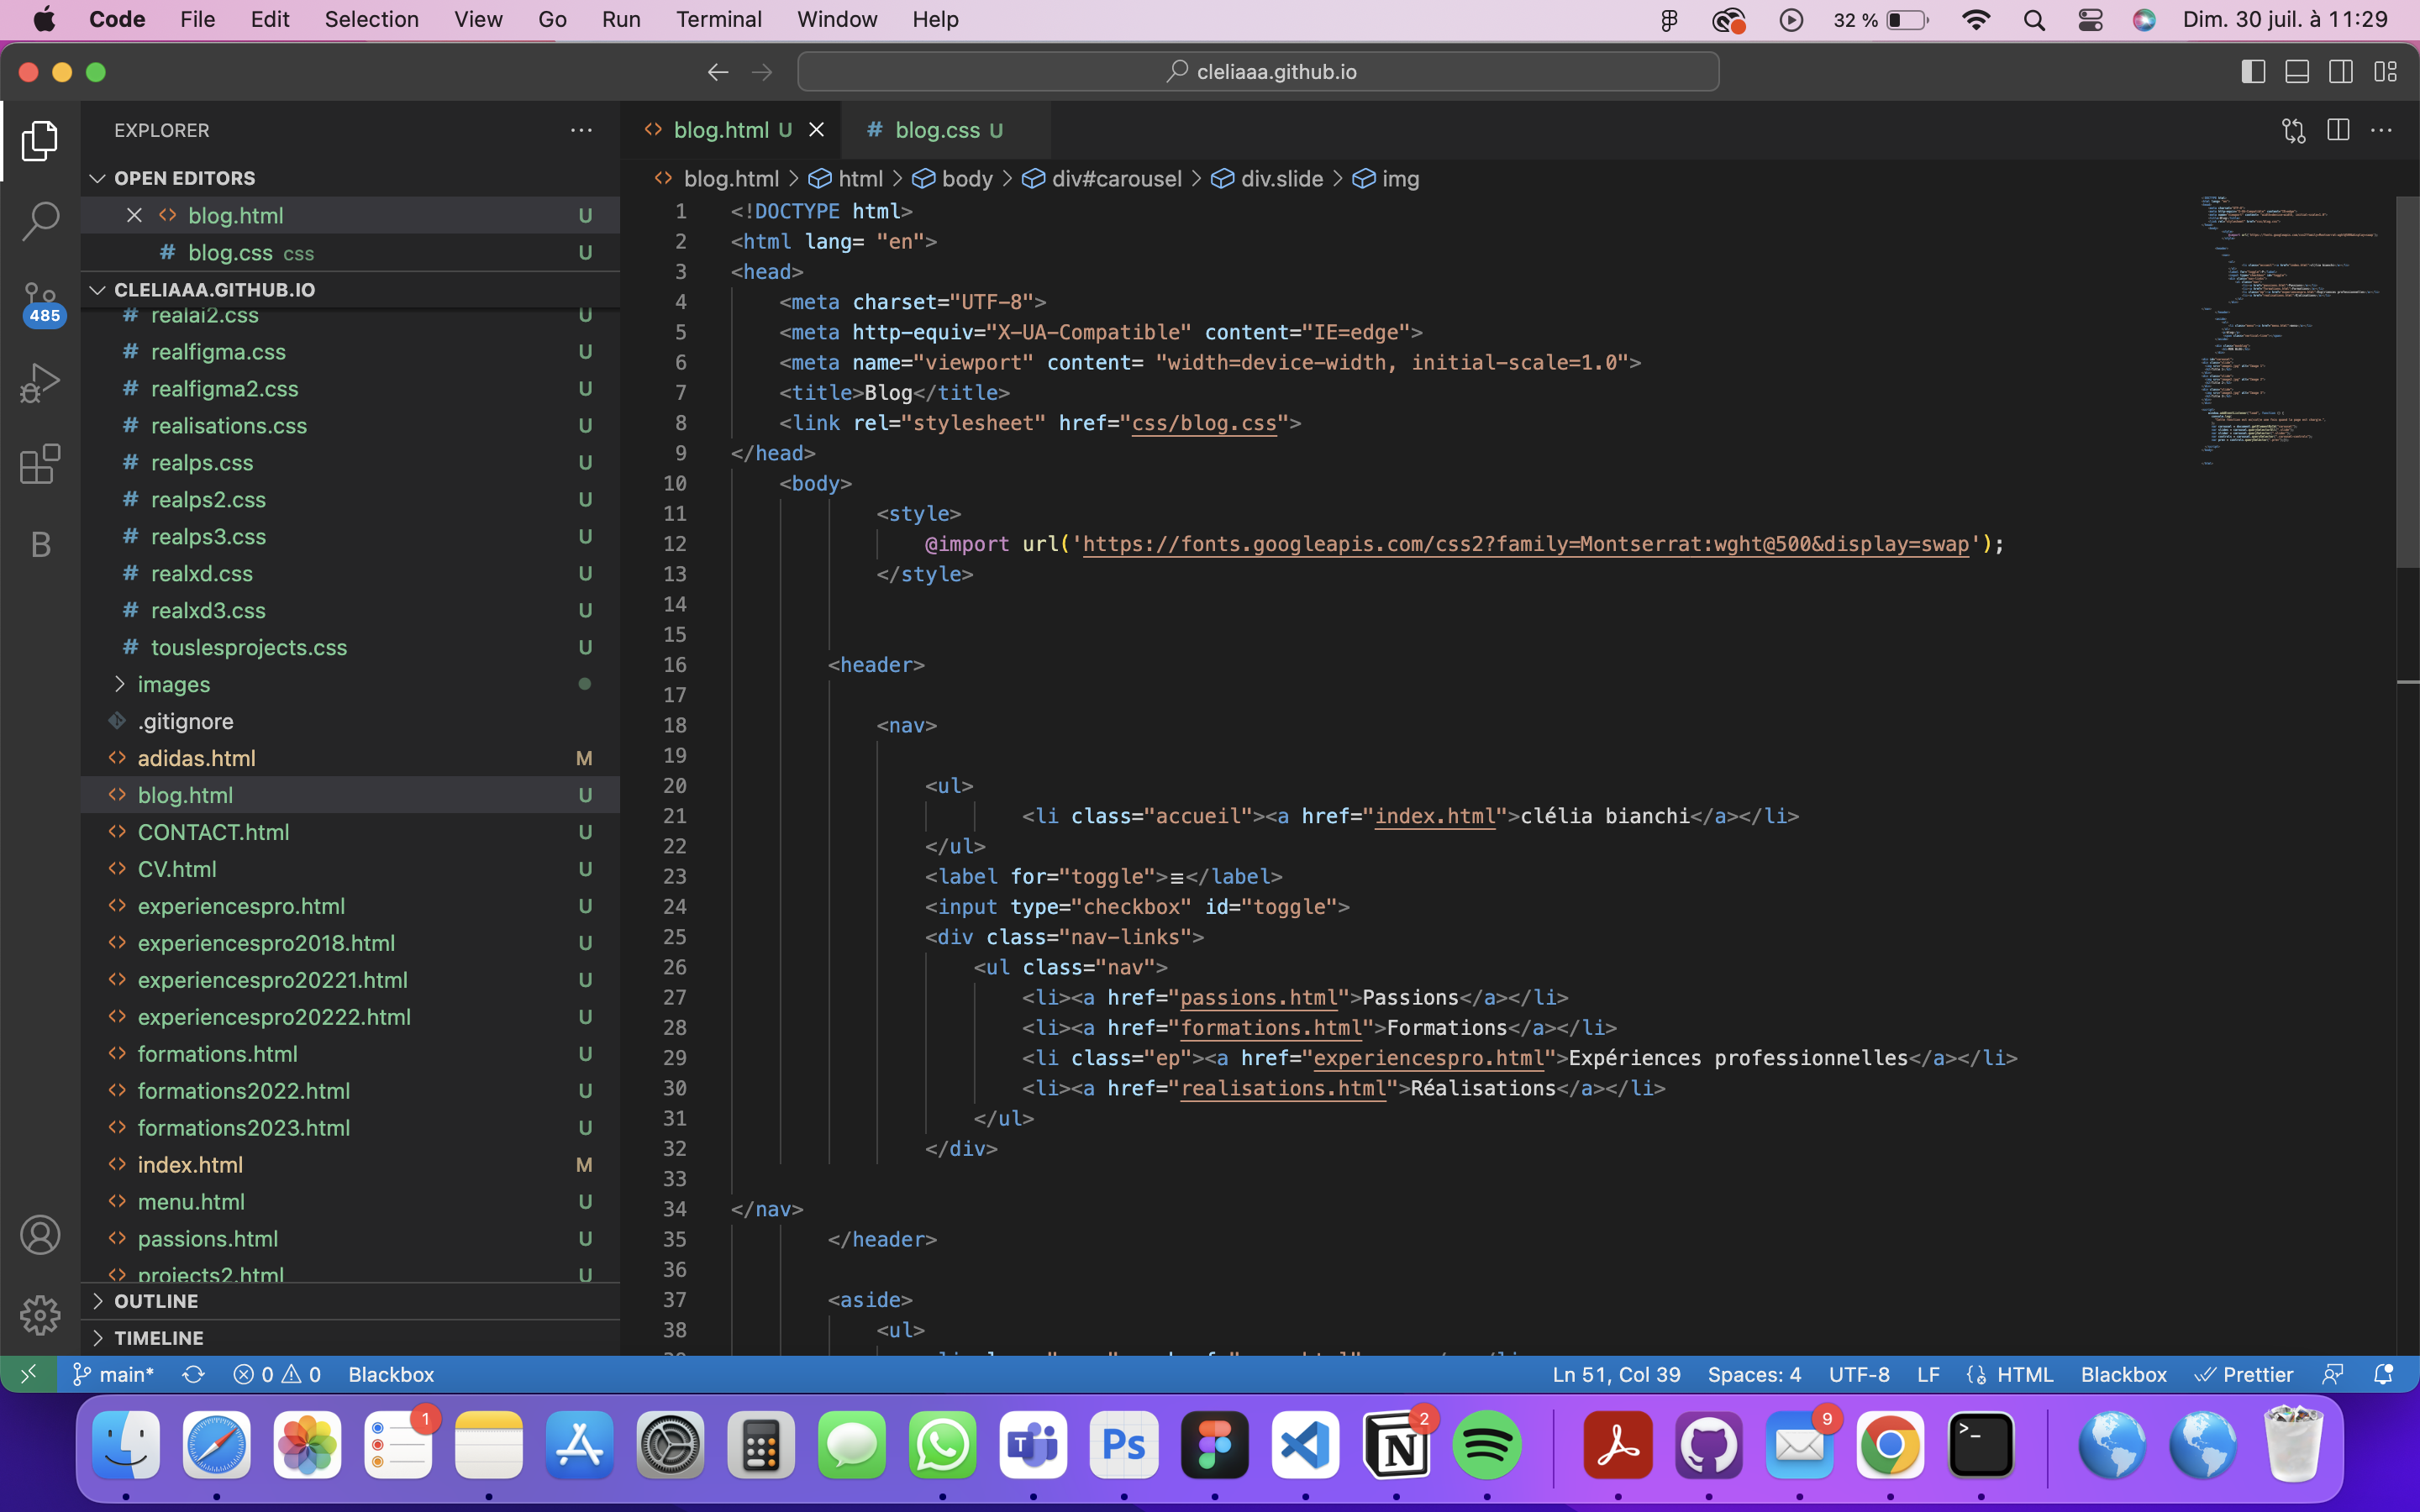 Code File Edit Selection View Go Run Terminal Window Help 32 % Dim. 30 juil. à 11:29
cleliaaa.github.io
EXPLORER
OPEN EDITORS
blog.html U
blog.css css U
CLELIAAA.GITHUB.IO
485
realai2.css U
realfigma.css U
realfigma2.css U
realisations.css U
realps.css U
realps2.css U
realps3.css U
realxd.css U
realxd3.css U
touslesprojects.css U
images
.gitignore
adidas.html M
blog.html U
CONTACT.html U
CV.html U
experiencespro.html U
experiencespro2018.html U
experiencespro20221.html U
experiencespro20222.html U
formations.html U
formations2022.html U
formations2023.html U
index.html M
menu.html U
passions.html U
projects2.html U
OUTLINE
TIMELINE
B
blog.html U # blog.css U
blog.html > html > body > div#carousel > div.slide > img
1 <!DOCTYPE html>
2 <html lang= "en">
3 <head>
4 <meta charset="UTF-8">
5 <meta http-equiv="X-UA-Compatible" content="IE=edge">
6 <meta name="viewport" content= "width=device-width, initial-scale=1.0">
7 <title>Blog</title>
8 <link rel="stylesheet" href="css/blog.css">
9 </head>
10 <body>
11 <style>
12 @import url('https://fonts.googleapis.com/css2?family=Montserrat:wght@500&display=swap');
13 </style>
14
15
16 <header>
17
18 <nav>
19
20 <ul>
21 <li class="accueil"><a href="index.html">clélia bianchi</a></li>
22 </ul>
23 <label for="toggle">≡</label>
24 <input type="checkbox" id="toggle">
25 <div class="nav-links">
26 <ul class="nav">
27 <li><a href="passions.html">Passions</a></li>
28 <li><a href="formations.html">Formations</a></li>
29 <li class="ep"><a href="experiencespro.html">Expériences professionnelles</a></li>
30 <li><a href="realisations.html">Réalisations</a></li>
31 </ul>
32 </div>
33
34 </nav>
35 </header>
36
37 <aside>
38 <ul>
main* 0 0 Blackbox Ln 51, Col 39 Spaces: 4 UTF-8 LF HTML Blackbox Prettier
1 T Ps N 2 9 >_